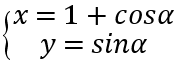 x = 1 + cosα
y = sinα